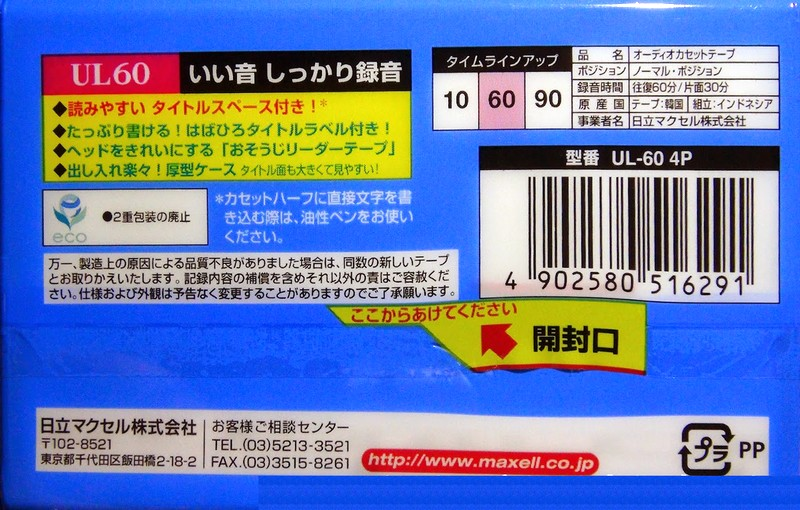 UL60 いい音 しっかり録音
◆読みやすい タイトルスペース付き！*
◆たっぷり書ける！はばひろタイトルラベル付き！
◆ヘッドをきれいにする「おそうじリーダーテープ」
◆出し入れ楽々！厚型ケース タイトル面も大きくて見やすい！
タイムラインアップ
10 60 90
品名 オーディオカセットテープ
ポジション ノーマル・ポジション
録音時間 往復60分/片面30分
原産国 テープ：韓国 組立：インドネシア
事業者名 日立マクセル株式会社
型番 UL-60 4P
4 902580 516291
eco
●2重包装の廃止
*カセットハーフに直接文字を書
き込む際は、油性ペンをお使い
ください。
万一、製造上の原因による品質不良がありました場合は、同数の新しいテープ
とお取りかえいたします。記録内容の補償を含めそれ以外の責はご容赦くだ
さい。仕様および外観は予告なく変更することがありますのでご了承願います。
ここからあけてください
開封口
日立マクセル株式会社
〒102-8521
東京都千代田区飯田橋2-18-2
お客様ご相談センター
TEL.(03)5213-3521
FAX.(03)3515-8261
http://www.maxell.co.jp
プラ PP